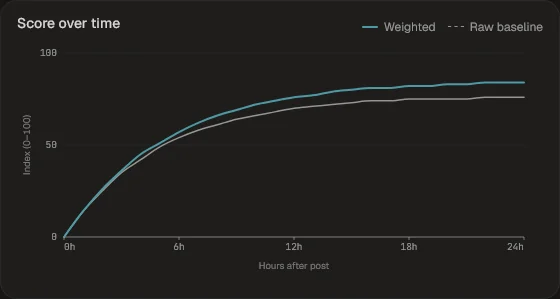 Score over time
Weighted
Raw baseline
100
50
0
Index (0–100)
0h
6h
12h
18h
24h
Hours after post